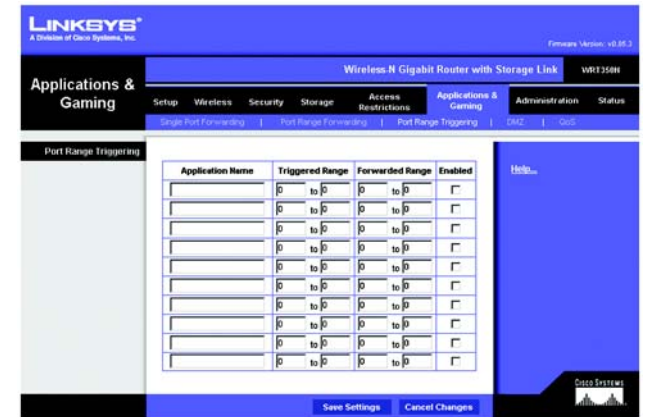 LINKSYS®
A Division of Cisco Systems, Inc.
Firmware Version: v0.05.3
Wireless-N Gigabit Router with Storage Link WRT350N
Applications & Gaming
Setup Wireless Security Storage Access Restrictions Applications & Gaming Administration Status
Single Port Forwarding | Port Range Forwarding | Port Range Triggering | DMZ | QoS
Port Range Triggering
Application Name Triggered Range Forwarded Range Enabled
0 to 0 0 to 0
0 to 0 0 to 0
0 to 0 0 to 0
0 to 0 0 to 0
0 to 0 0 to 0
0 to 0 0 to 0
0 to 0 0 to 0
0 to 0 0 to 0
0 to 0 0 to 0
0 to 0 0 to 0
Help...
Save Settings Cancel Changes
CISCO SYSTEMS